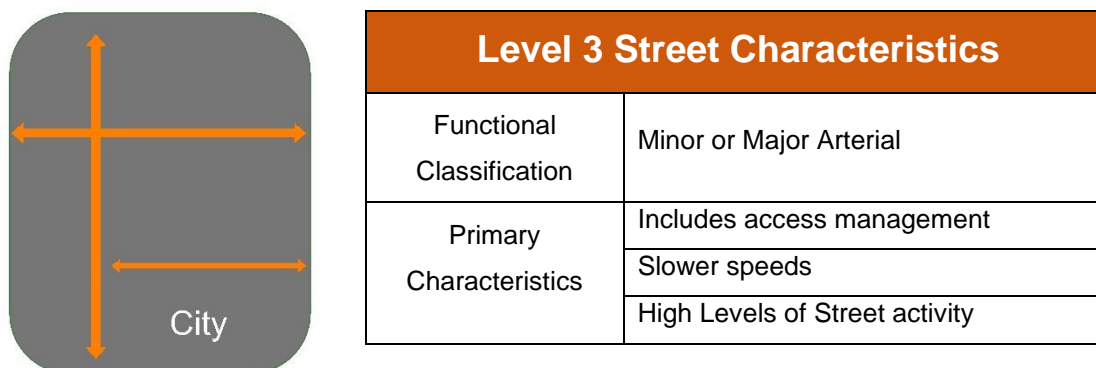 City
Level 3 Street Characteristics
Functional
Classification
Minor or Major Arterial
Primary
Characteristics
Includes access management
Slower speeds
High Levels of Street activity